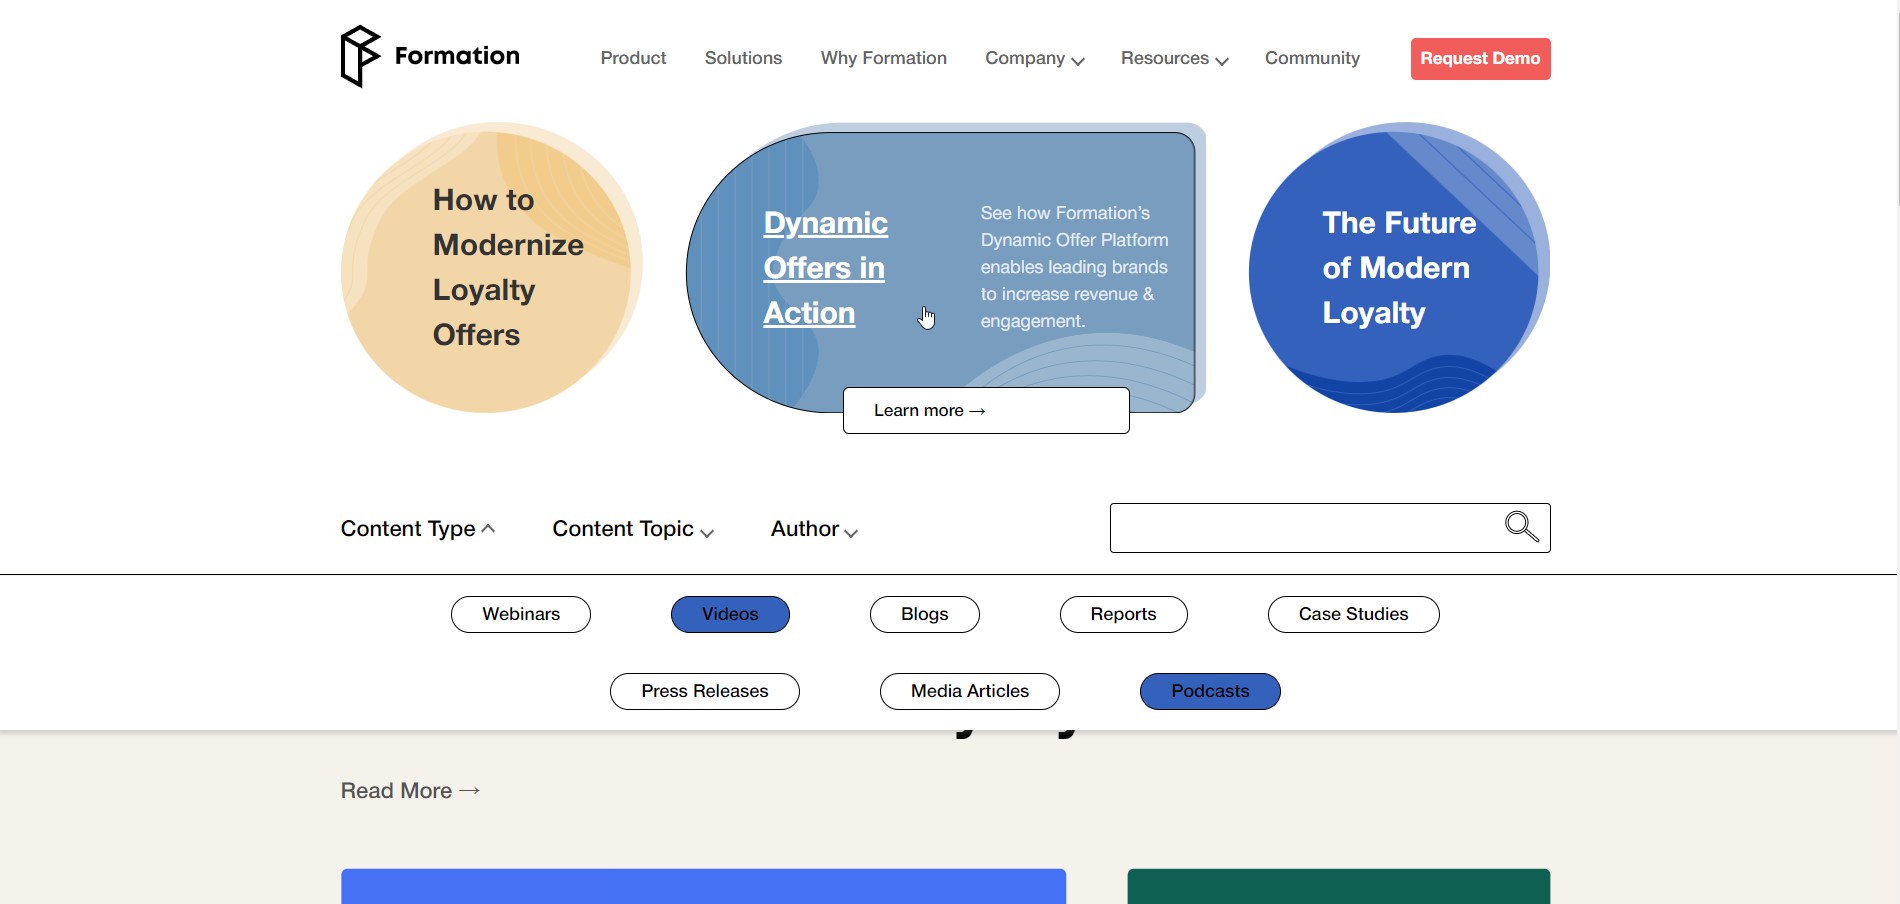 Formation
Product
Solutions
Why Formation
Company
Resources
Community
Request Demo
How to
Modernize
Loyalty
Offers
Dynamic
Offers in
Action
See how Formation's
Dynamic Offer Platform
enables leading brands
to increase revenue &
engagement.
Learn more →
The Future
of Modern
Loyalty
Content Type
Content Topic
Author
Webinars
Videos
Blogs
Reports
Case Studies
Press Releases
Media Articles
Podcasts
Read More →